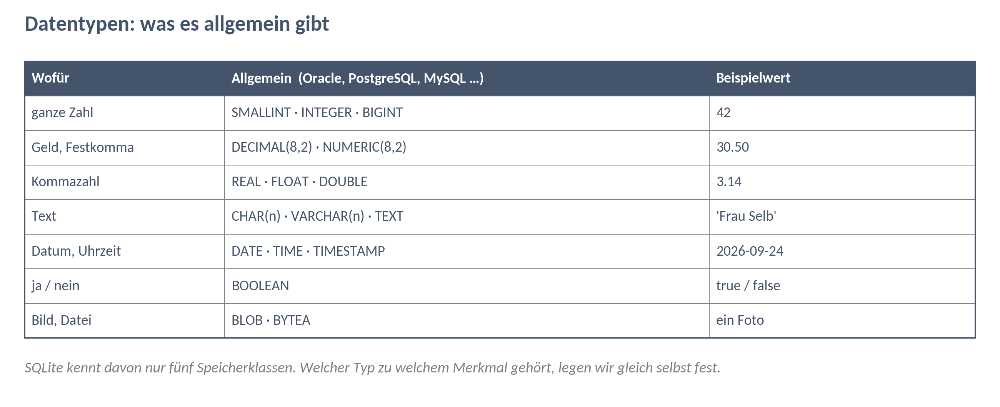 Datentypen: was es allgemein gibt
Wofür Allgemein (Oracle, PostgreSQL, MySQL ...) Beispielwert
ganze Zahl SMALLINT · INTEGER · BIGINT 42
Geld, Festkomma DECIMAL(8,2) · NUMERIC(8,2) 30.50
Kommazahl REAL · FLOAT · DOUBLE 3.14
Text CHAR(n) · VARCHAR(n) · TEXT 'Frau Selb'
Datum, Uhrzeit DATE · TIME · TIMESTAMP 2026-09-24
ja / nein BOOLEAN true / false
Bild, Datei BLOB · BYTEA ein Foto
SQLite kennt davon nur fünf Speicherklassen. Welcher Typ zu welchem Merkmal gehört, legen wir gleich selbst fest.